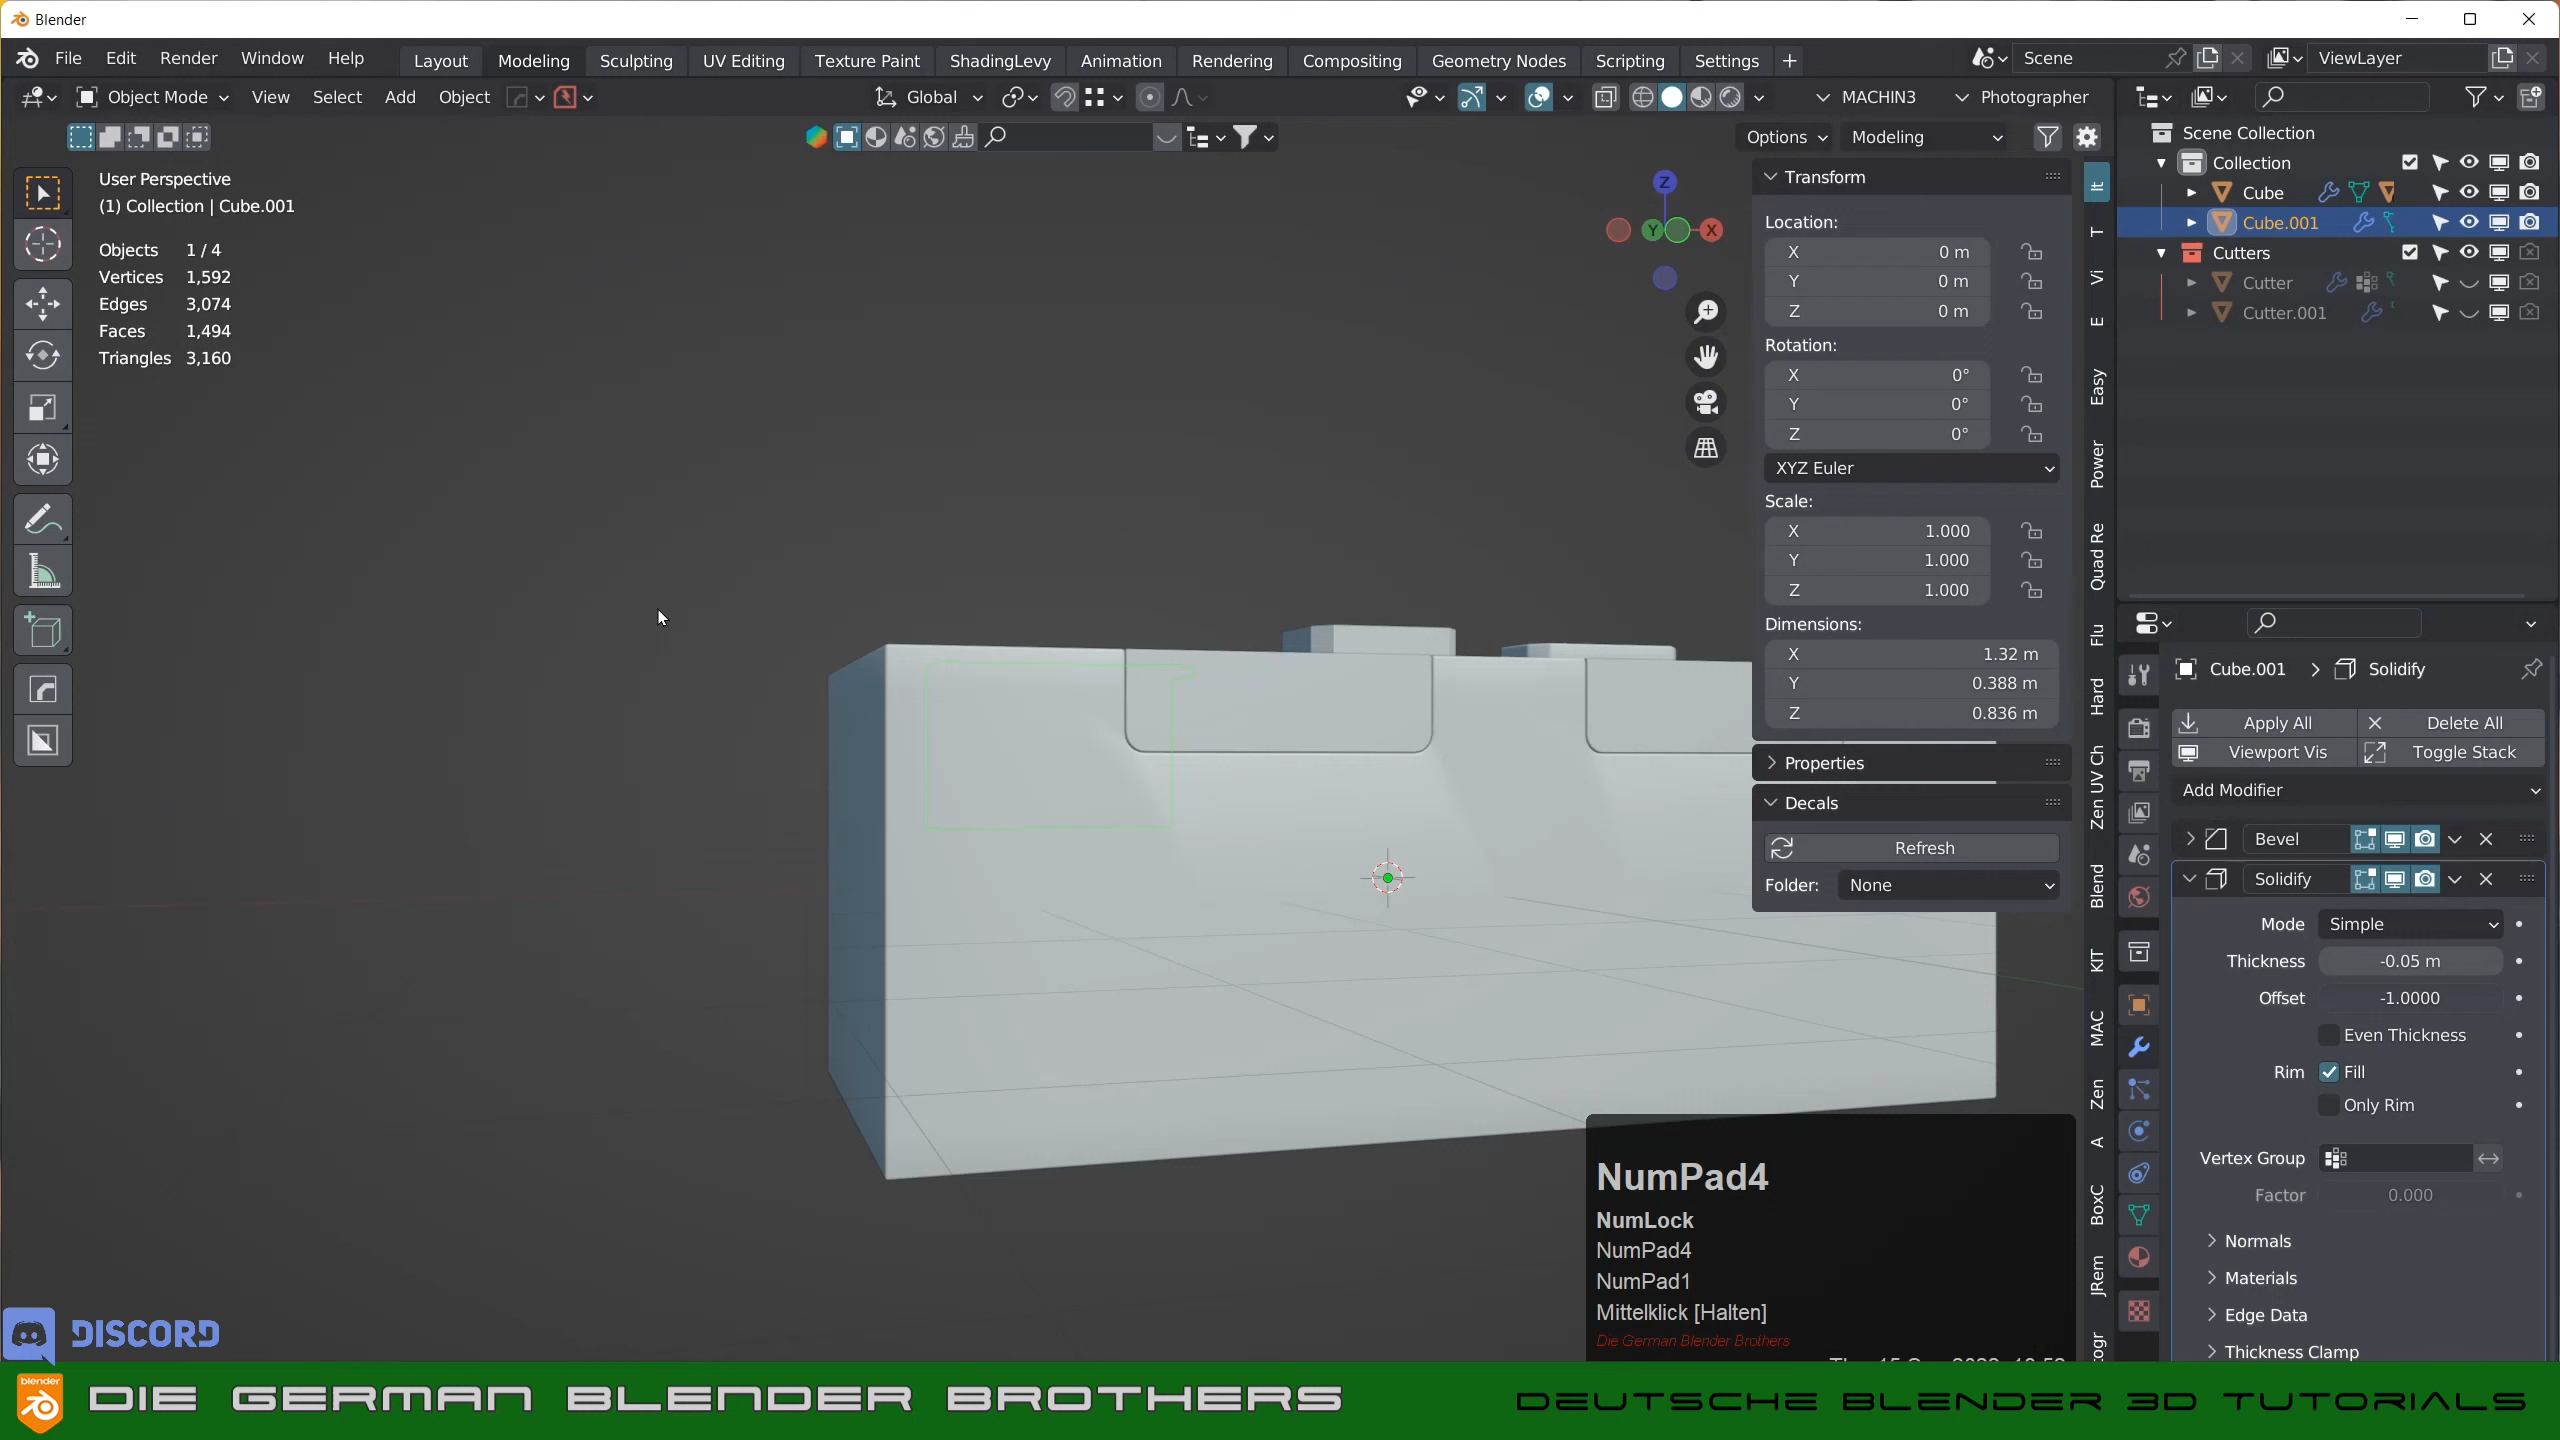 Blender
File Edit Render Window Help Layout Modeling Sculpting UV Editing Texture Paint ShadingLevy Animation Rendering Compositing Geometry Nodes Scripting Settings + Scene ViewLayer
Object Mode View Select Add Object Global MACHIN3 Photographer
Options Modeling
User Perspective
(1) Collection | Cube.001
Objects 1 / 4
Vertices 1,592
Edges 3,074
Faces 1,494
Triangles 3,160
Z
Y
X
Transform
Location:
X 0 m
Y 0 m
Z 0 m
Rotation:
X 0°
Y 0°
Z 0°
XYZ Euler
Scale:
X 1.000
Y 1.000
Z 1.000
Dimensions:
X 1.32 m
Y 0.388 m
Z 0.836 m
Properties
Decals
Refresh
Folder: None
It
T
Vi
E
Easy
Power
Quad Re
Flu
Hard
Zen UV Ch
Blend
KIT
MAC
Zen
A
BoxC
JRem
Scene Collection
Collection
Cube
Cube.001
Cutters
Cutter
Cutter.001
Cube.001 > Solidify
Apply All Delete All
Viewport Vis Toggle Stack
Add Modifier
Bevel
Solidify
Mode Simple
Thickness -0.05 m
Offset -1.0000
Even Thickness
Rim Fill
Only Rim
Vertex Group
Factor 0.000
Normals
Materials
Edge Data
Thickness Clamp
NumPad4
NumLock
NumPad4
NumPad1
Mittelklick [Halten]
Die German Blender Brothers
DISCORD
blender
DIE GERMAN BLENDER BROTHERS
DEUTSCHE BLENDER 3D TUTORIALS